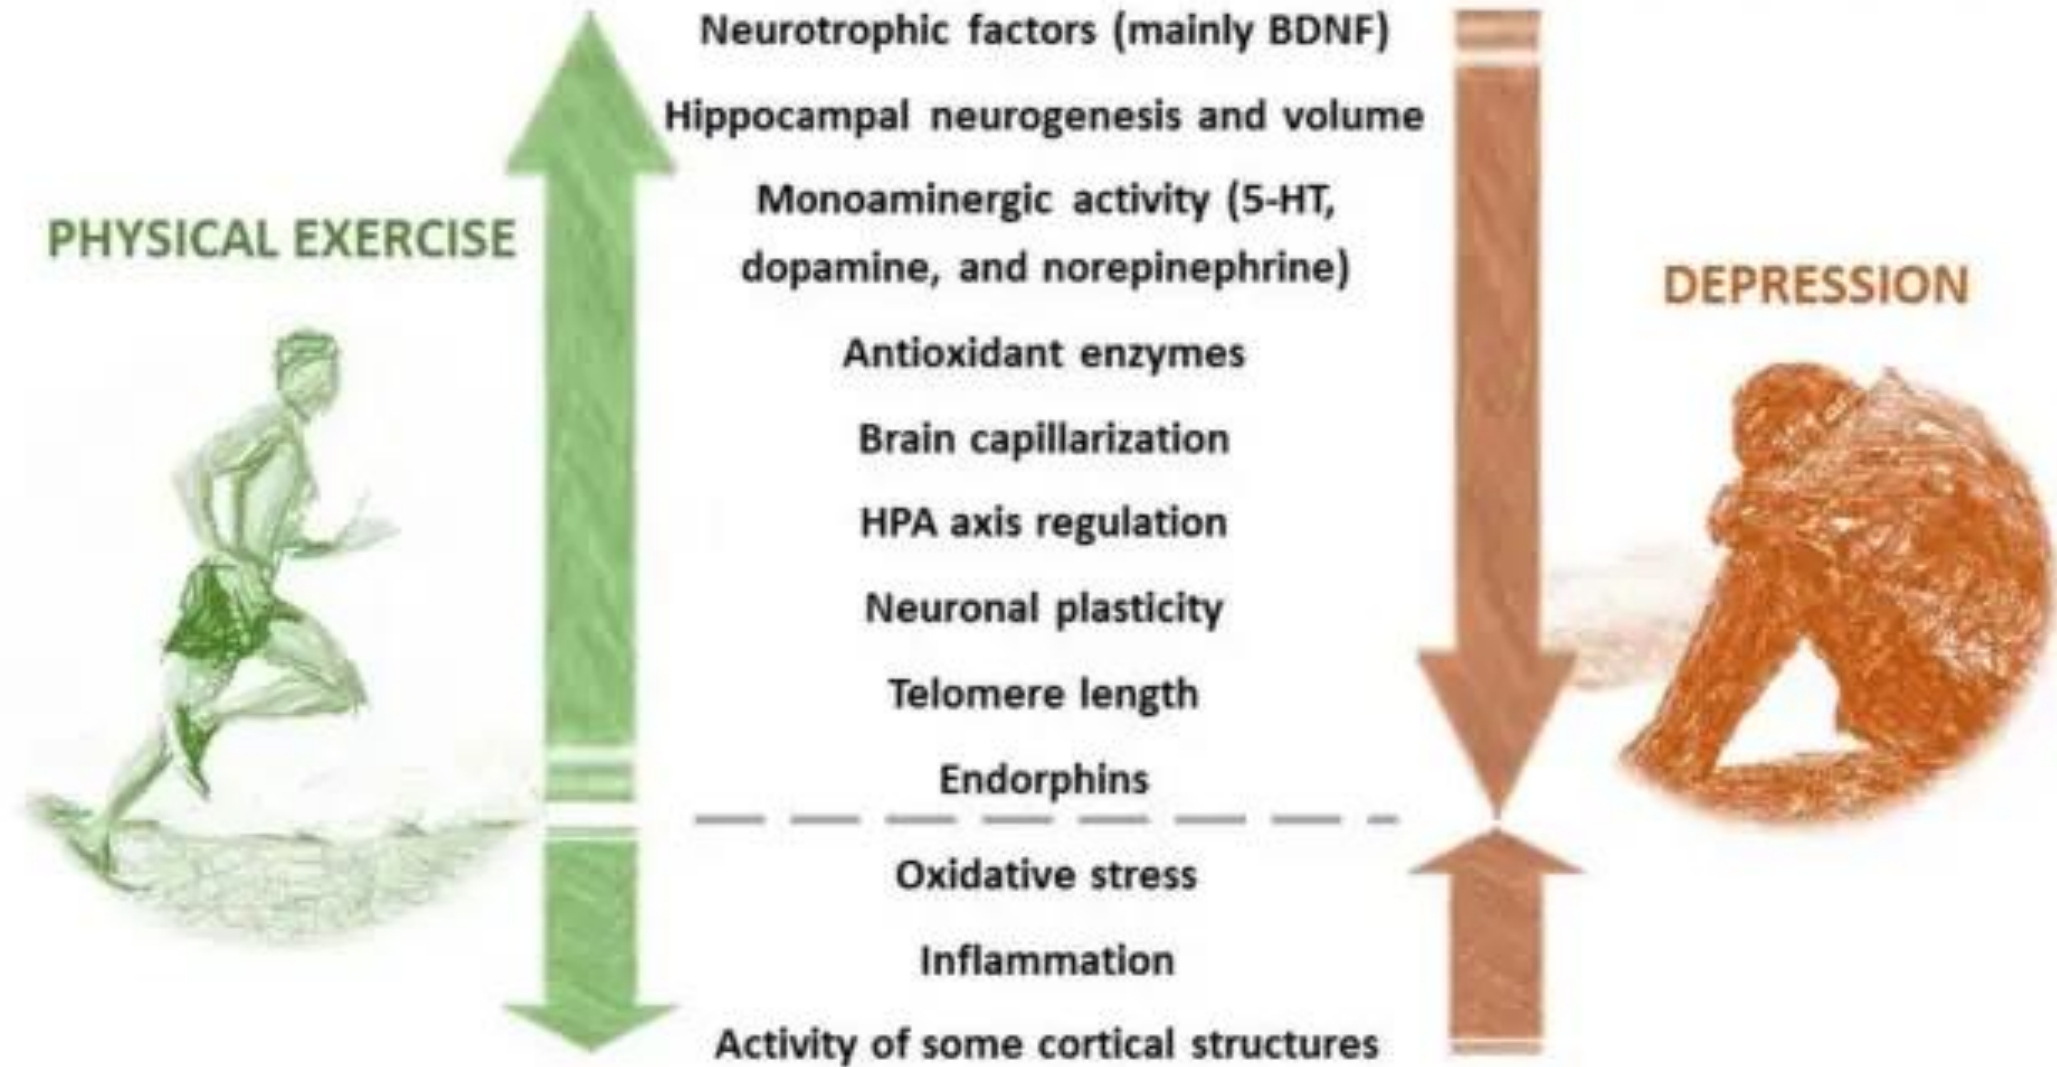 Neurotrophic factors (mainly BDNF)
Hippocampal neurogenesis and volume
Monoaminergic activity (5-HT,
dopamine, and norepinephrine)
PHYSICAL EXERCISE
DEPRESSION
Antioxidant enzymes
Brain capillarization
HPA axis regulation
Neuronal plasticity
Telomere length
Endorphins
Oxidative stress
Inflammation
Activity of some cortical structures